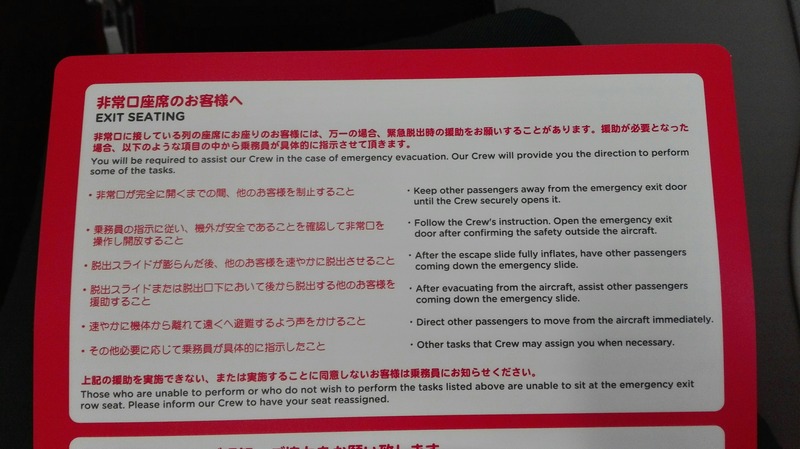 非常口座席のお客様へ
EXIT SEATING
非常口に接している列の座席にお座りのお客様には、万一の場合、緊急脱出時の援助をお願いすることがあります。援助が必要となった
場合、以下のような項目の中から乗務員が具体的に指示させて頂きます。
You will be required to assist our Crew in the case of emergency evacuation. Our Crew will provide you the direction to perform
some of the tasks.
・非常口が完全に開くまでの間、他のお客様を制止すること
・乗務員の指示に従い、機外が安全であることを確認して非常口を
操作し開放すること
・脱出スライドが膨らんだ後、他のお客様を速やかに脱出させること
・脱出スライドまたは脱出口下において後から脱出する他のお客様を
援助すること
・速やかに機体から離れて遠くへ避難するよう声をかけること
・その他必要に応じて乗務員が具体的に指示したこと
・Keep other passengers away from the emergency exit door
until the Crew securely opens it.
・Follow the Crew's instruction. Open the emergency exit
door after confirming the safety outside the aircraft.
・After the escape slide fully inflates, have other passengers
coming down the emergency slide.
・After evacuating from the aircraft, assist other passengers
coming down the emergency slide.
・Direct other passengers to move from the aircraft immediately.
・Other tasks that Crew may assign you when necessary.
上記の援助を実施できない、または実施することに同意しないお客様は乗務員にお知らせください。
Those who are unable to perform or who do not wish to perform the tasks listed above are unable to sit at the emergency exit
row seat. Please inform our Crew to have your seat reassigned.